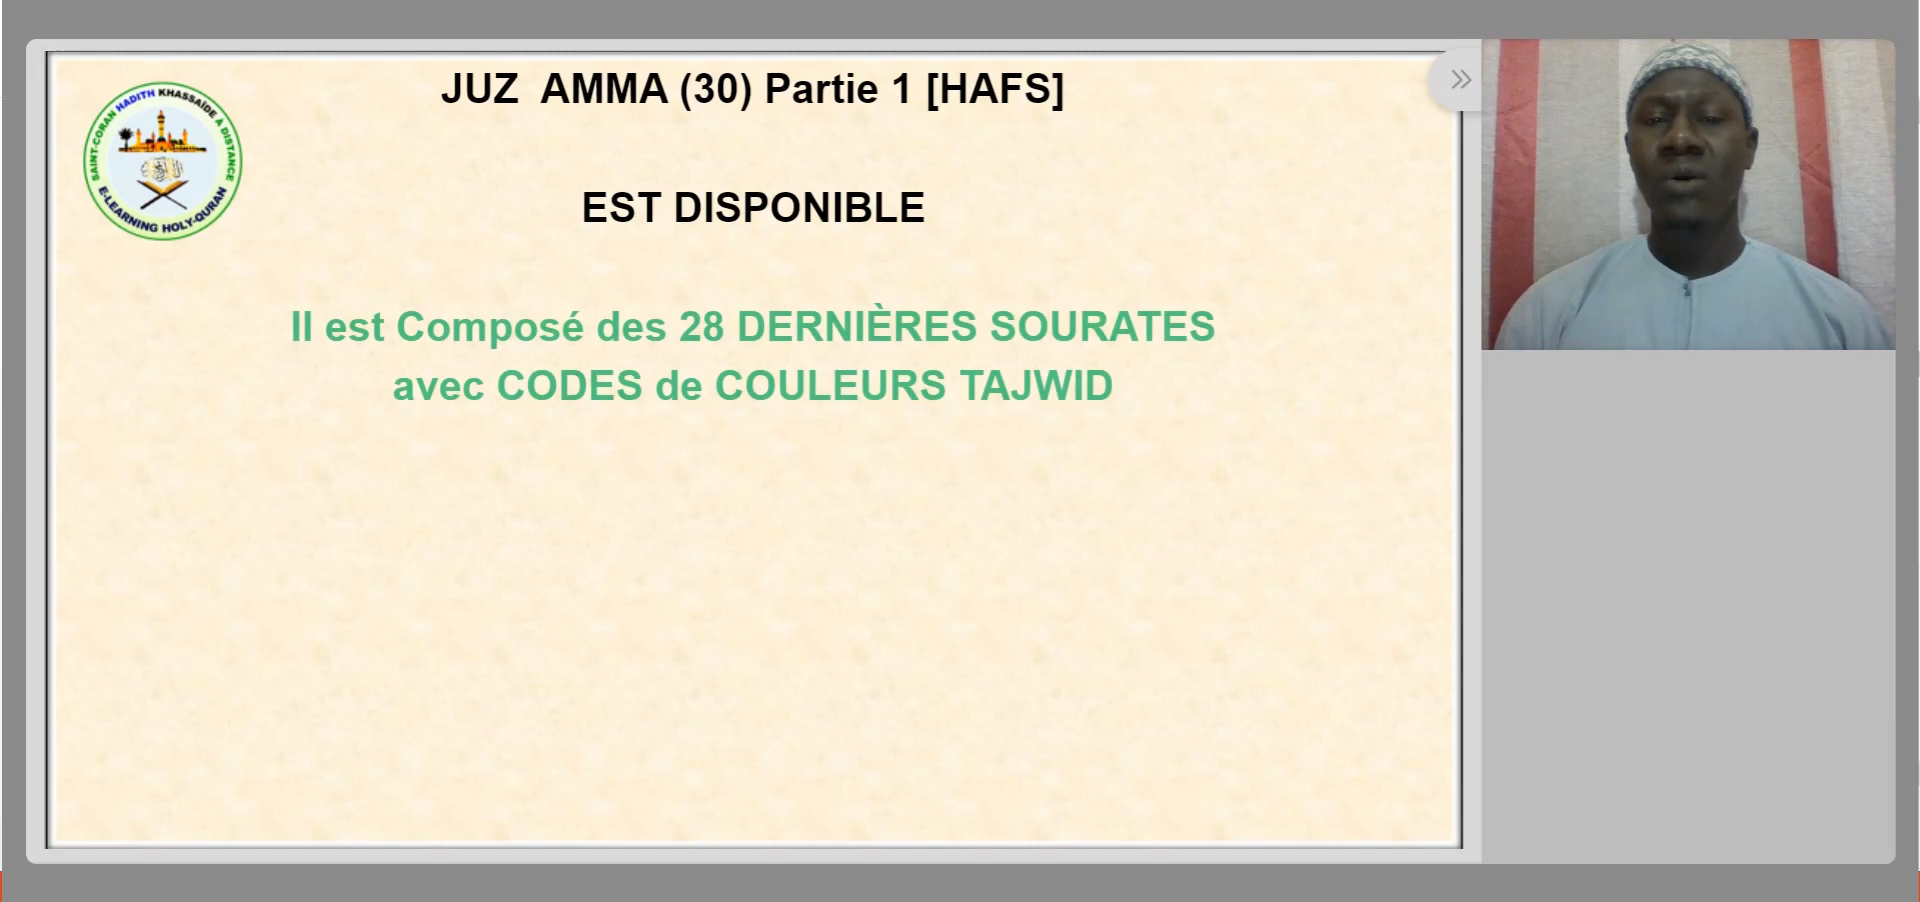 JUZ AMMA (30) Partie 1 [HAFS]
EST DISPONIBLE
Il est Composé des 28 DERNIÈRES SOURATES
avec CODES de COULEURS TAJWID
SAINT-CORAN HADITH KHASSAÏDE A DISTANCE
E-LEARNING HOLY-QURAN